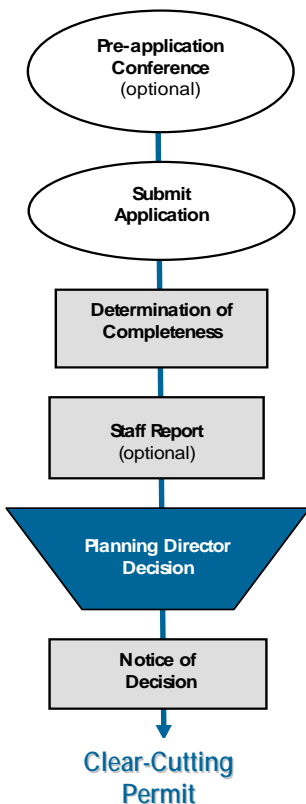 Pre-application
Conference
(optional)
Submit
Application
Determination of
Completeness
Staff Report
(optional)
Planning Director
Decision
Notice of
Decision
Clear-Cutting
Permit